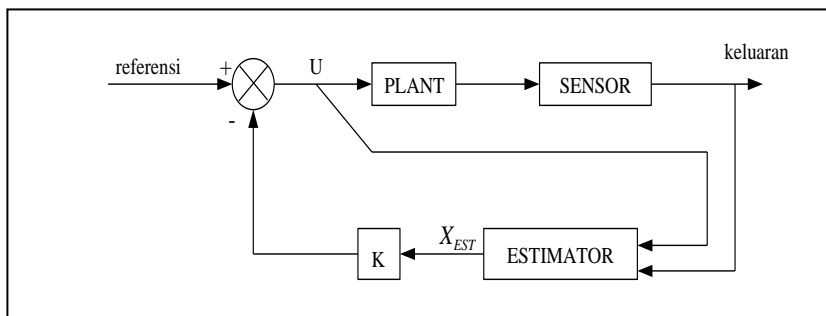 keluaran
referensi
+
U
PLANT
SENSOR
-
X_EST
K
ESTIMATOR